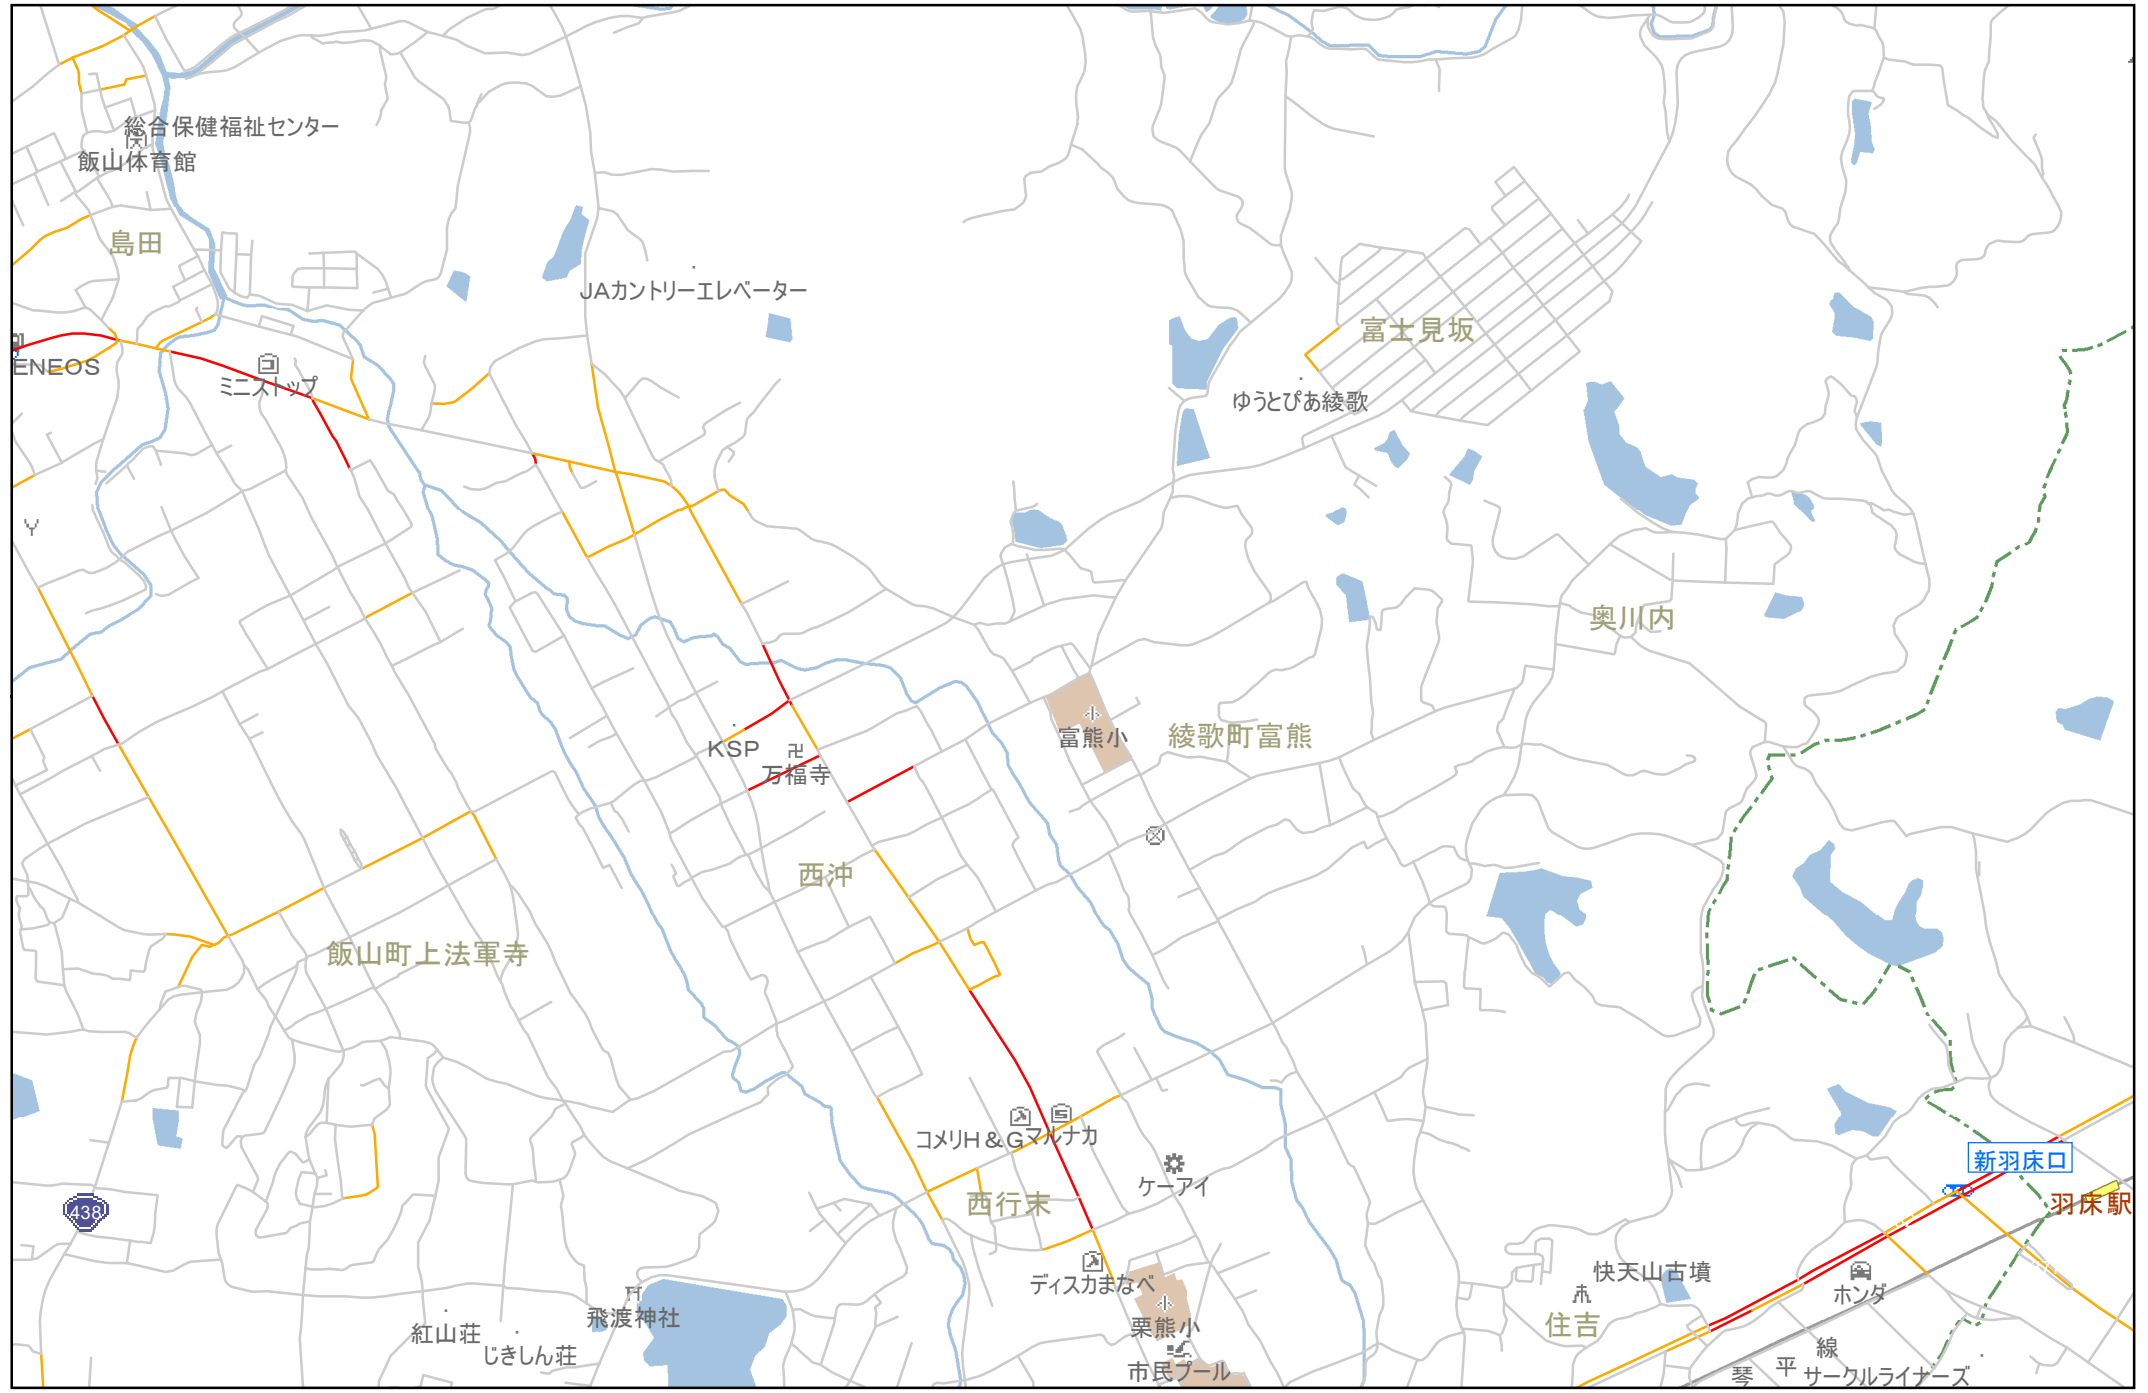 総合保健福祉センター
飯山体育館
島田
JAカントリーエレベーター
ENEOS
ミニストップ
富士見坂
ゆうとぴあ綾歌
奥川内
富熊小
綾歌町富熊
KSP
卍
万福寺
西沖
飯山町上法軍寺
コメリH&Gマルナカ
ケーアイ
西行末
438
新羽床口
羽床駅
快天山古墳
ホンダ
住吉
ディスカまなべ
飛渡神社
紅山荘
じきしん荘
栗熊小
市民プール
琴平線
サークルライナーズ